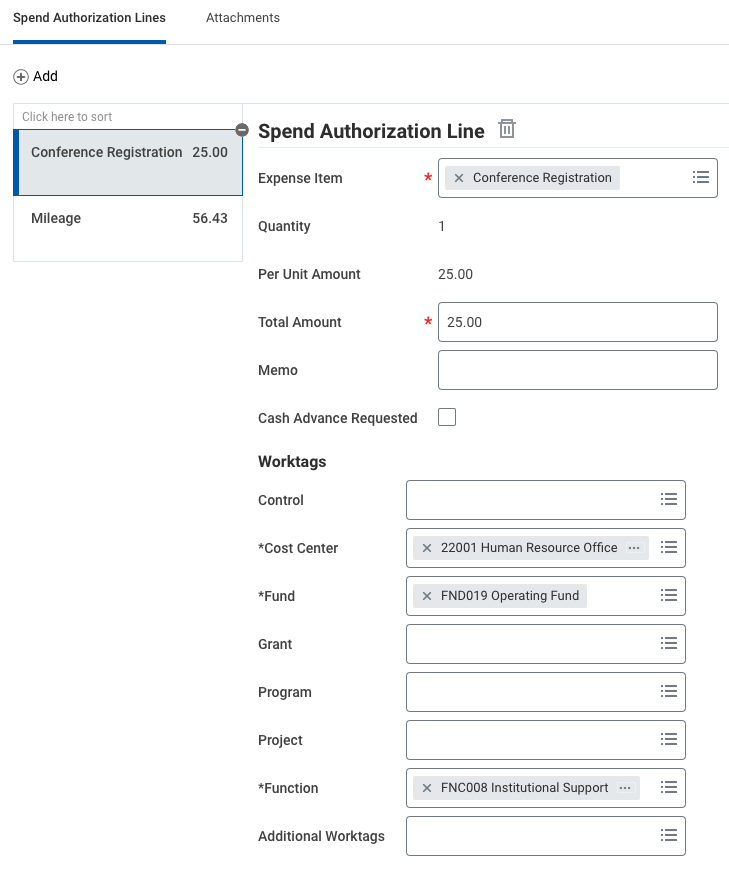 Spend Authorization Lines Attachments
Add
Click here to sort
Conference Registration 25.00
Mileage 56.43
Spend Authorization Line
Expense Item * Conference Registration
Quantity 1
Per Unit Amount 25.00
Total Amount * 25.00
Memo
Cash Advance Requested
Worktags
Control
*Cost Center 22001 Human Resource Office ...
*Fund FND019 Operating Fund
Grant
Program
Project
*Function FNC008 Institutional Support ...
Additional Worktags